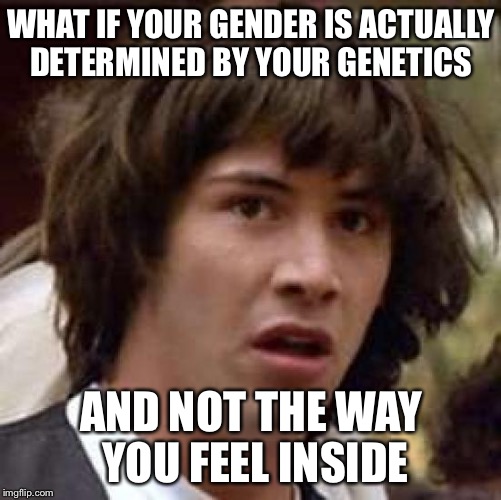 WHAT IF YOUR GENDER IS ACTUALLY
DETERMINED BY YOUR GENETICS
AND NOT THE WAY
YOU FEEL INSIDE
imgflip.com